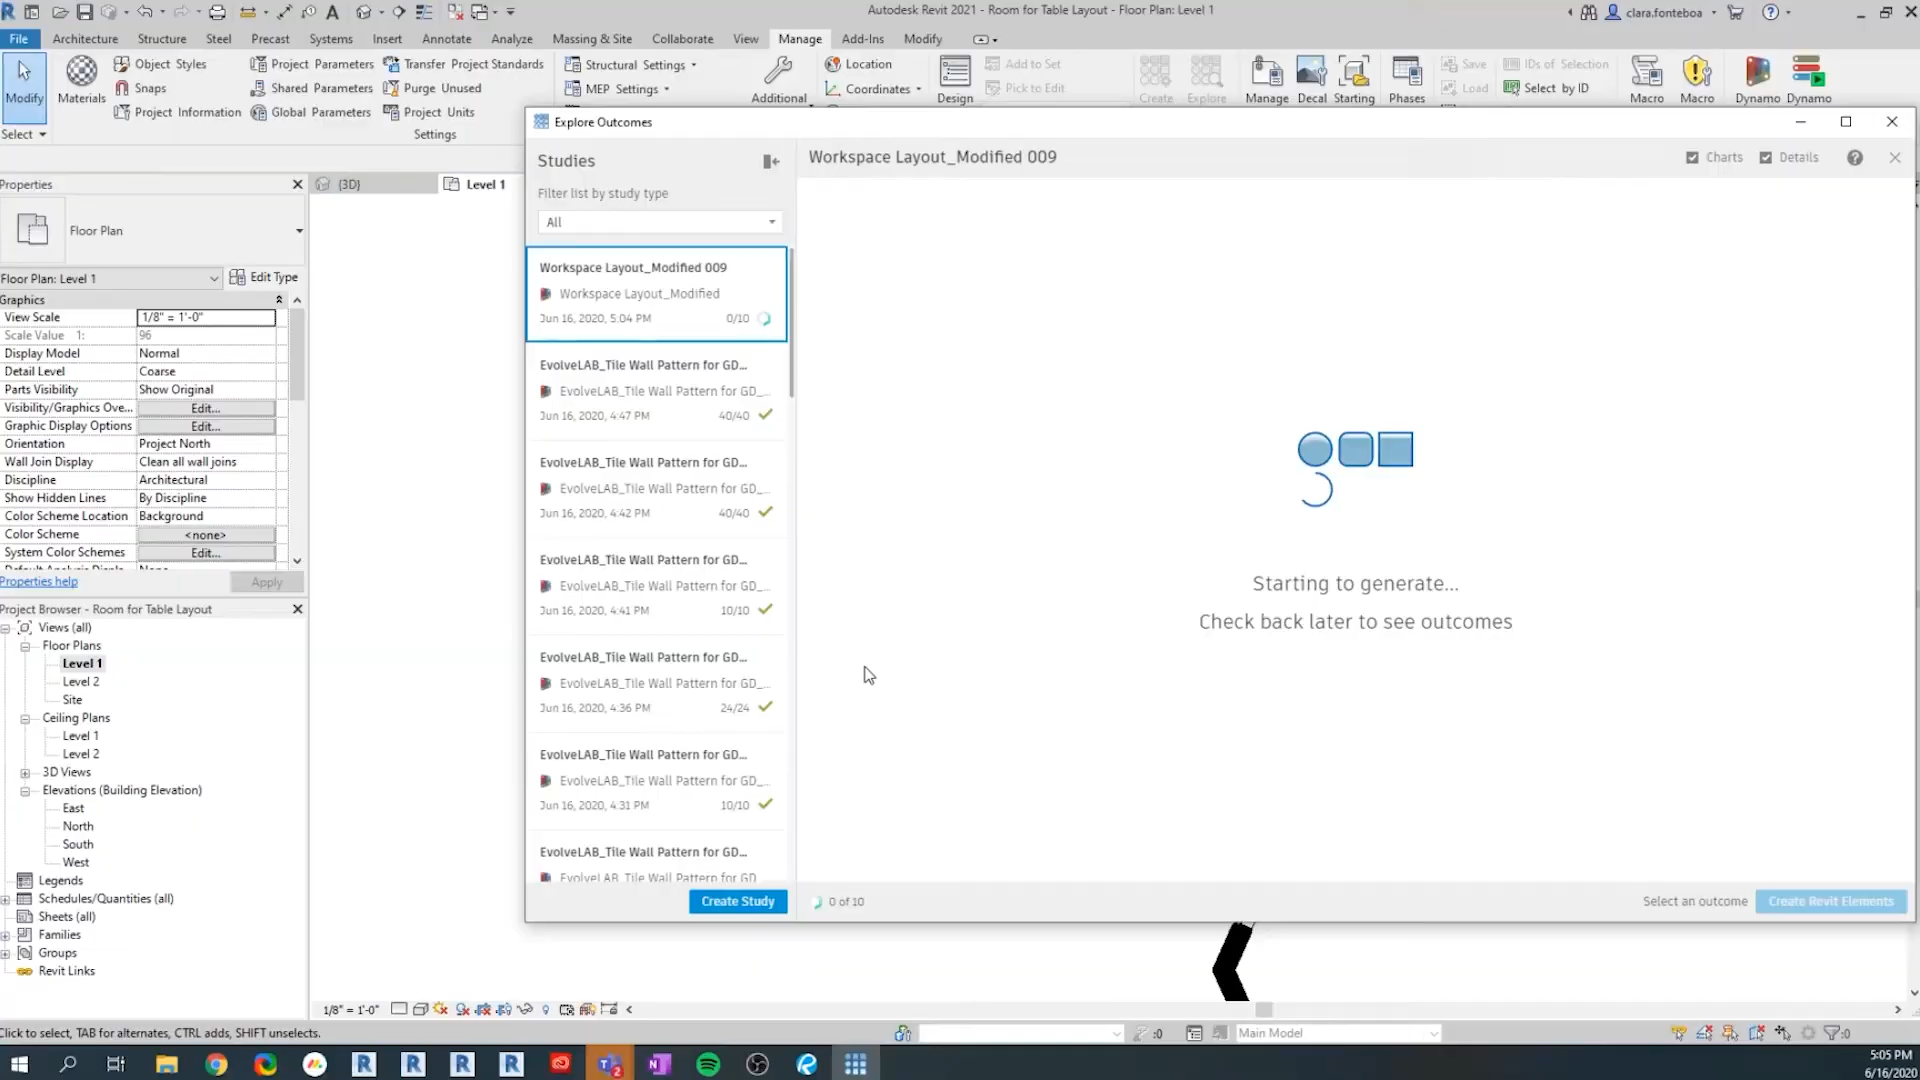 Autodesk Revit 2021 - Room for Table Layout - Floor Plan: Level 1
clara.fonteboa
File
Architecture
Structure
Steel
Precast
Systems
Insert
Annotate
Analyze
Massing & Site
Collaborate
View
Manage
Add-Ins
Modify
Modify
Select
Materials
Object Styles
Snaps
Project Information
Project Parameters
Shared Parameters
Global Parameters
Transfer Project Standards
Purge Unused
Project Units
Settings
Structural Settings
MEP Settings
Additional
Location
Coordinates
Design
Add to Set
Pick to Edit
Create
Explore
Manage
Decal
Starting
Phases
Save
Load
IDs of Selection
Select by ID
Macro
Macro
Dynamo
Dynamo
Properties
Floor Plan
Floor Plan: Level 1
Edit Type
Graphics
View Scale 1/8" = 1'-0"
Scale Value 1: 96
Display Model Normal
Detail Level Coarse
Parts Visibility Show Original
Visibility/Graphics Ove... Edit...
Graphic Display Options Edit...
Orientation Project North
Wall Join Display Clean all wall joins
Discipline Architectural
Show Hidden Lines By Discipline
Color Scheme Location Background
Color Scheme <none>
System Color Schemes Edit...
Properties help
Apply
Project Browser - Room for Table Layout
Views (all)
Floor Plans
Level 1
Level 2
Site
Ceiling Plans
Level 1
Level 2
3D Views
Elevations (Building Elevation)
East
North
South
West
Legends
Schedules/Quantities (all)
Sheets (all)
Families
Groups
Revit Links
{3D}
Level 1
Explore Outcomes
Studies
Filter list by study type
All
Workspace Layout_Modified 009
Workspace Layout_Modified
Jun 16, 2020, 5:04 PM 0/10
EvolveLAB_Tile Wall Pattern for GD...
EvolveLAB_Tile Wall Pattern for GD_...
Jun 16, 2020, 4:47 PM 40/40
EvolveLAB_Tile Wall Pattern for GD...
EvolveLAB_Tile Wall Pattern for GD_...
Jun 16, 2020, 4:42 PM 40/40
EvolveLAB_Tile Wall Pattern for GD...
EvolveLAB_Tile Wall Pattern for GD_...
Jun 16, 2020, 4:41 PM 10/10
EvolveLAB_Tile Wall Pattern for GD...
EvolveLAB_Tile Wall Pattern for GD_...
Jun 16, 2020, 4:36 PM 24/24
EvolveLAB_Tile Wall Pattern for GD...
EvolveLAB_Tile Wall Pattern for GD_...
Jun 16, 2020, 4:31 PM 10/10
EvolveLAB_Tile Wall Pattern for GD...
EvolveLAB_Tile Wall Pattern for GD
Create Study
Workspace Layout_Modified 009
Charts
Details
Starting to generate...
Check back later to see outcomes
0 of 10
Select an outcome
Create Revit Elements
1/8" = 1'-0"
Click to select, TAB for alternates, CTRL adds, SHIFT unselects.
:0
Main Model
:0
5:05 PM
6/16/2020